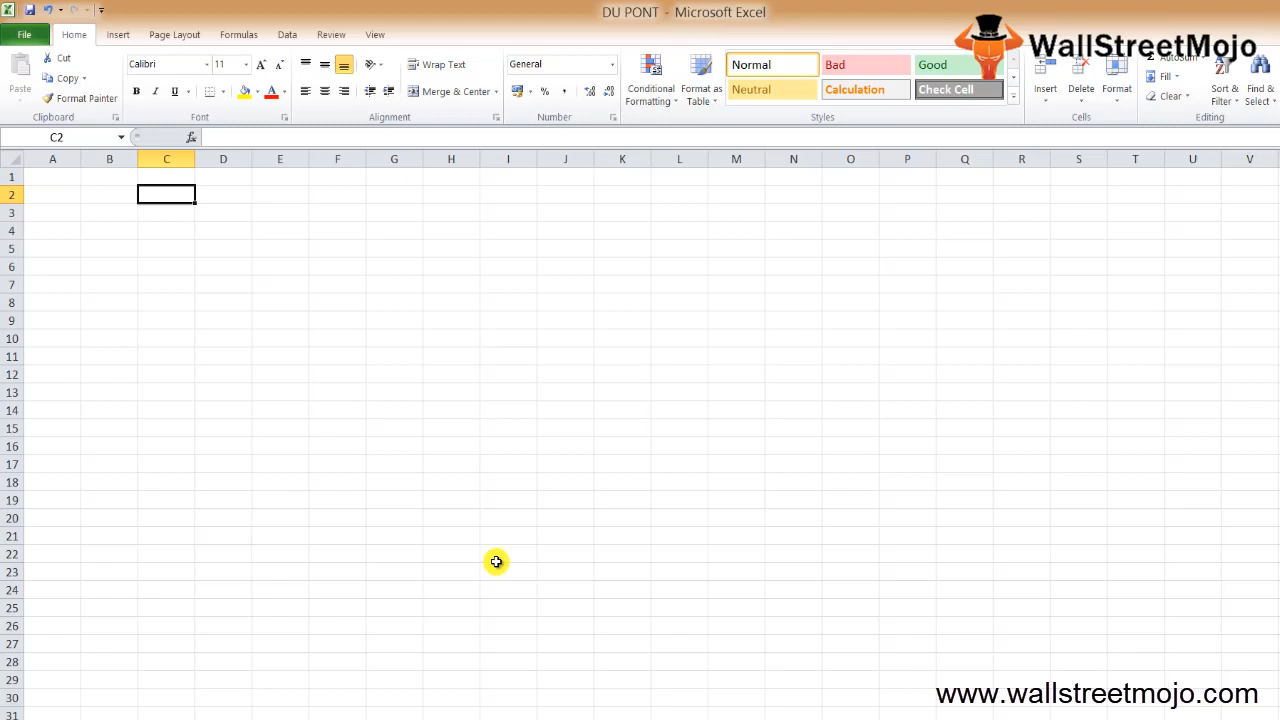 DU PONT - Microsoft Excel
File Home Insert Page Layout Formulas Data Review View
WallStreetMojo
Paste
Cut
Copy
Format Painter
Clipboard
Calibri 11
B I U
A A
Font
Wrap Text
Merge & Center
Alignment
General
% ,
Number
Conditional Formatting
Format as Table
Normal Bad Good
Neutral Calculation Check Cell
Styles
Insert Delete Format
Cells
AutoSum
Fill
Clear
Sort & Filter
Find & Select
Editing
C2 fx
A B C D E F G H I J K L M N O P Q R S T U V
1
2
3
4
5
6
7
8
9
10
11
12
13
14
15
16
17
18
19
20
21
22
23
24
25
26
27
28
29
30
31
www.wallstreetmojo.com